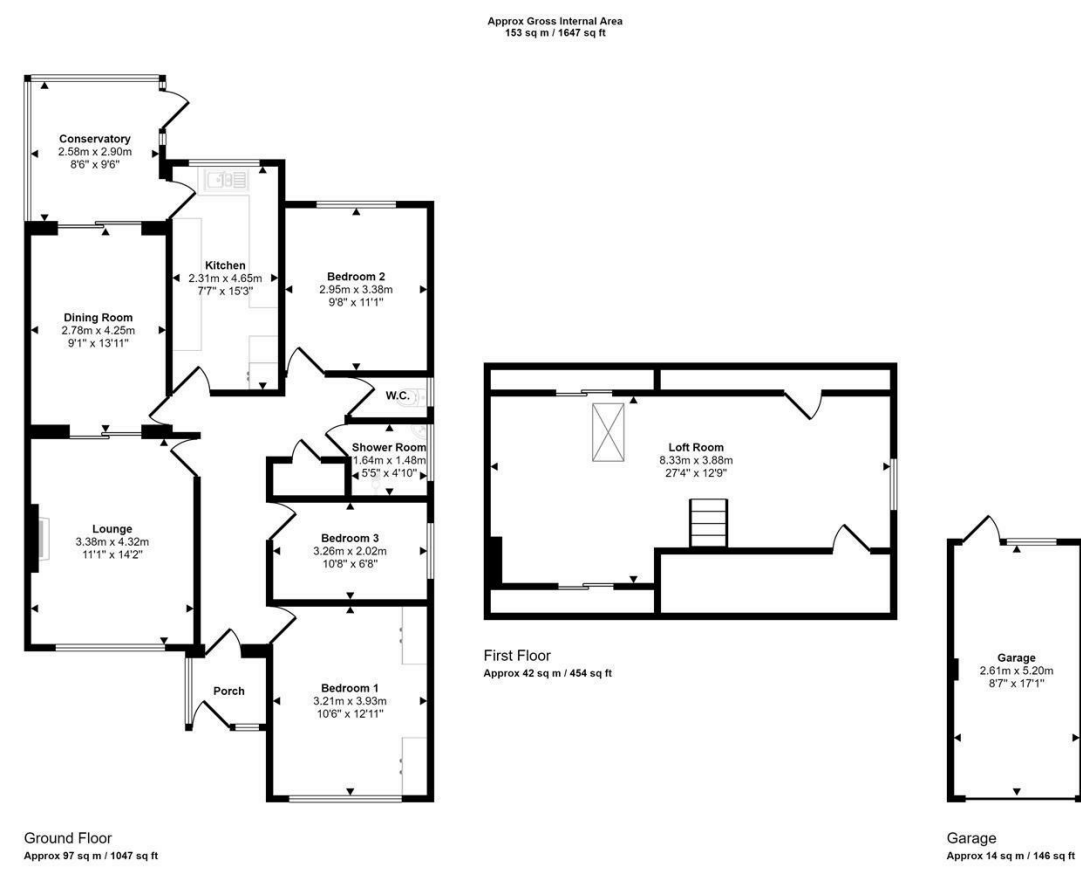 Approx Gross Internal Area
153 sq m / 1647 sq ft
Conservatory
2.58m x 2.90m
8'6" x 9'6"
Kitchen
2.31m x 4.65m
7'7" x 15'3"
Bedroom 2
2.95m x 3.38m
9'8" x 11'1"
Dining Room
2.78m x 4.25m
9'1" x 13'11"
W.C.
Shower Room
1.64m x 1.48m
5'5" x 4'10"
Lounge
3.38m x 4.32m
11'1" x 14'2"
Bedroom 3
3.26m x 2.02m
10'8" x 6'8"
Porch
Bedroom 1
3.21m x 3.93m
10'6" x 12'11"
Ground Floor
Approx 97 sq m / 1047 sq ft
Loft Room
8.33m x 3.88m
27'4" x 12'9"
First Floor
Approx 42 sq m / 454 sq ft
Garage
2.61m x 5.20m
8'7" x 17'1"
Garage
Approx 14 sq m / 146 sq ft